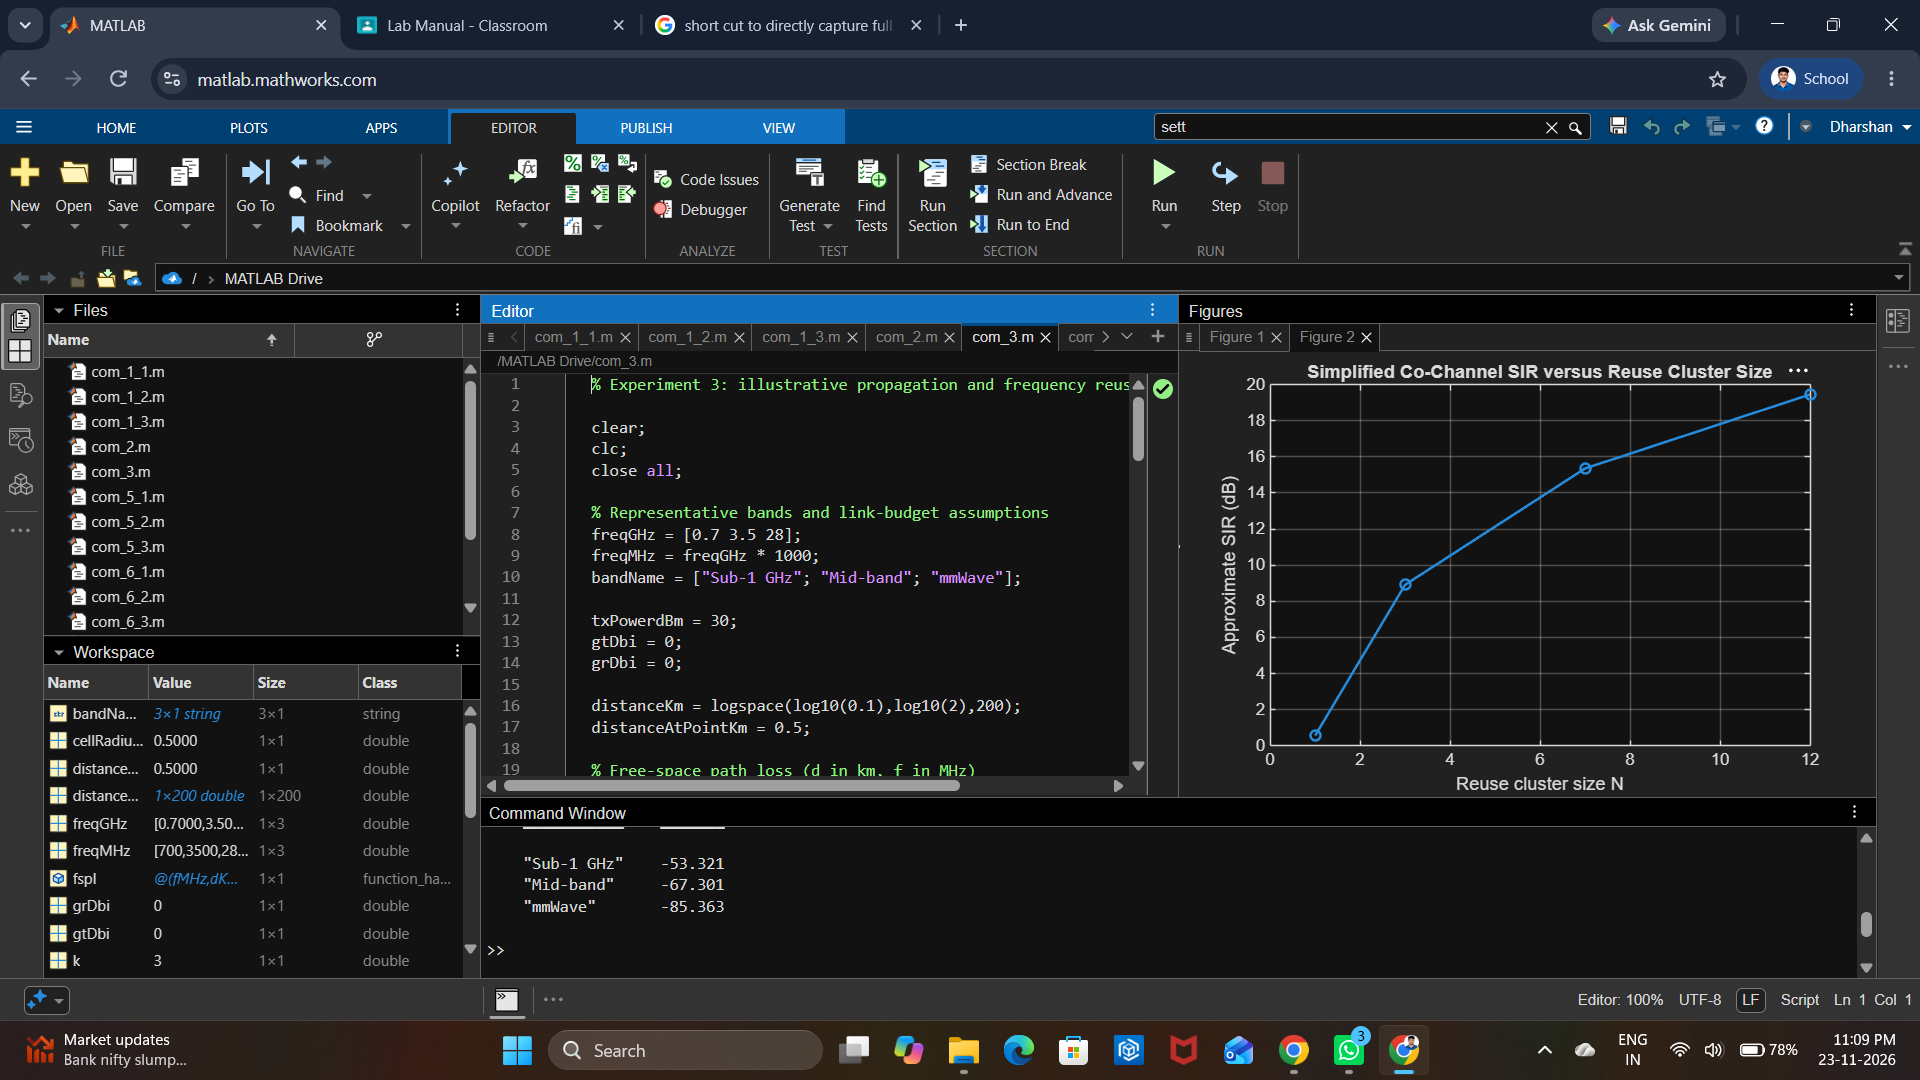 MATLAB
Lab Manual - Classroom
short cut to directly capture full
Ask Gemini
matlab.mathworks.com
School
HOME
PLOTS
APPS
EDITOR
PUBLISH
VIEW
sett
Dharshan
New
Open
Save
Compare
Go To
Find
Bookmark
Copilot
Refactor
Code Issues
Debugger
Generate
Test
Find
Tests
Run
Section
Section Break
Run and Advance
Run to End
Run
Step
Stop
FILE
NAVIGATE
CODE
ANALYZE
TEST
SECTION
RUN
/ › MATLAB Drive
Files
Name
com_1_1.m
com_1_2.m
com_1_3.m
com_2.m
com_3.m
com_5_1.m
com_5_2.m
com_5_3.m
com_6_1.m
com_6_2.m
com_6_3.m
Workspace
Name Value Size Class
bandNa... 3×1 string 3×1 string
cellRadiu... 0.5000 1×1 double
distance... 0.5000 1×1 double
distance... 1×200 double 1×200 double
freqGHz [0.7000,3.50... 1×3 double
freqMHz [700,3500,28... 1×3 double
fspl @(fMHz,dK... 1×1 function_ha...
grDbi 0 1×1 double
gtDbi 0 1×1 double
k 3 1×1 double
Editor
com_1_1.m com_1_2.m com_1_3.m com_2.m com_3.m com
/MATLAB Drive/com_3.m
1 % Experiment 3: illustrative propagation and frequency reus
2
3 clear;
4 clc;
5 close all;
6
7 % Representative bands and link-budget assumptions
8 freqGHz = [0.7 3.5 28];
9 freqMHz = freqGHz * 1000;
10 bandName = ["Sub-1 GHz"; "Mid-band"; "mmWave"];
11
12 txPowerdBm = 30;
13 gtDbi = 0;
14 grDbi = 0;
15
16 distanceKm = logspace(log10(0.1),log10(2),200);
17 distanceAtPointKm = 0.5;
18
19 % Free-space path loss (d in km, f in MHz)
Figures
Figure 1
Figure 2
Simplified Co-Channel SIR versus Reuse Cluster Size
Approximate SIR (dB)
20
18
16
14
12
10
8
6
4
2
0
0 2 4 6 8 10 12
Reuse cluster size N
Command Window
"Sub-1 GHz" -53.321
"Mid-band" -67.301
"mmWave" -85.363
>>
Editor: 100% UTF-8 LF Script Ln 1 Col 1
Market updates
Bank nifty slump...
Search
3
ENG
IN
78%
11:09 PM
23-11-2026